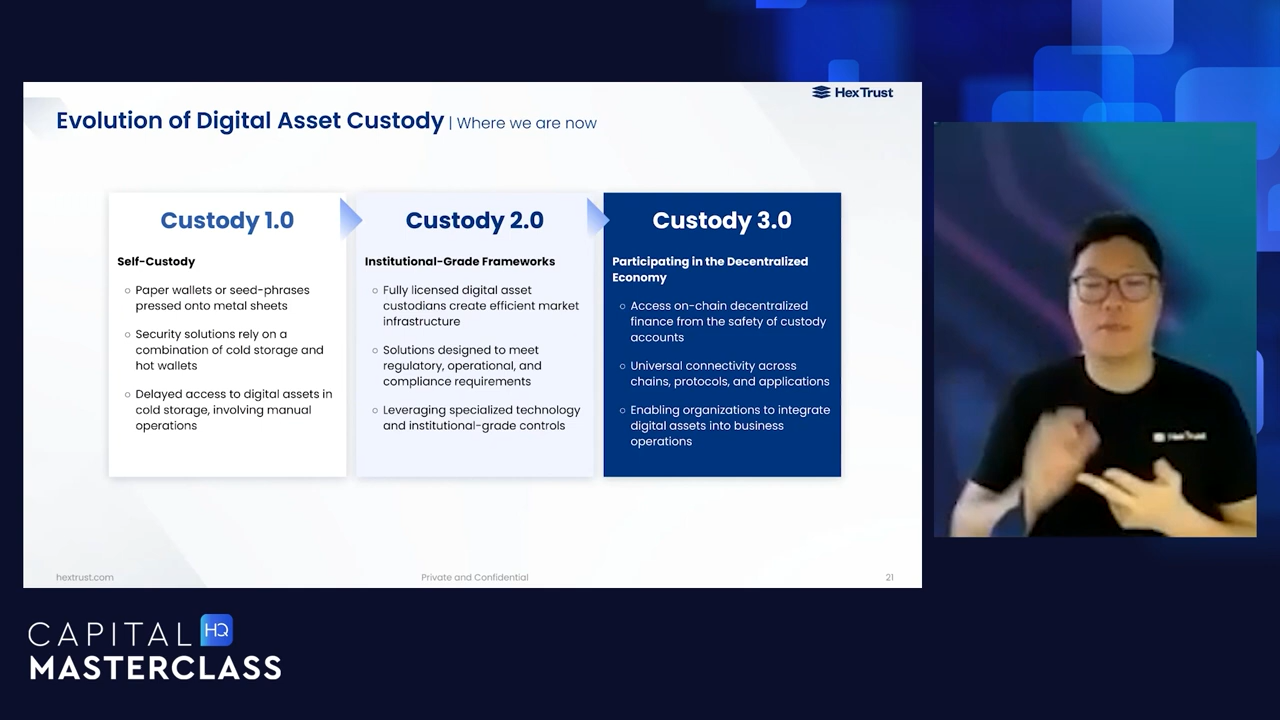 HexTrust
Evolution of Digital Asset Custody | Where we are now
Custody 1.0
Self-Custody
○ Paper wallets or seed-phrases
pressed onto metal sheets
○ Security solutions rely on a
combination of cold storage and
hot wallets
○ Delayed access to digital assets in
cold storage, involving manual
operations
Custody 2.0
Institutional-Grade Frameworks
○ Fully licensed digital asset
custodians create efficient market
infrastructure
○ Solutions designed to meet
regulatory, operational, and
compliance requirements
○ Leveraging specialized technology
and institutional-grade controls
Custody 3.0
Participating in the Decentralized
Economy
○ Access on-chain decentralized
finance from the safety of custody
accounts
○ Universal connectivity across
chains, protocols, and applications
○ Enabling organizations to integrate
digital assets into business
operations
hextrust.com
Private and Confidential
21
HexTrust
CAPITAL HQ
MASTERCLASS